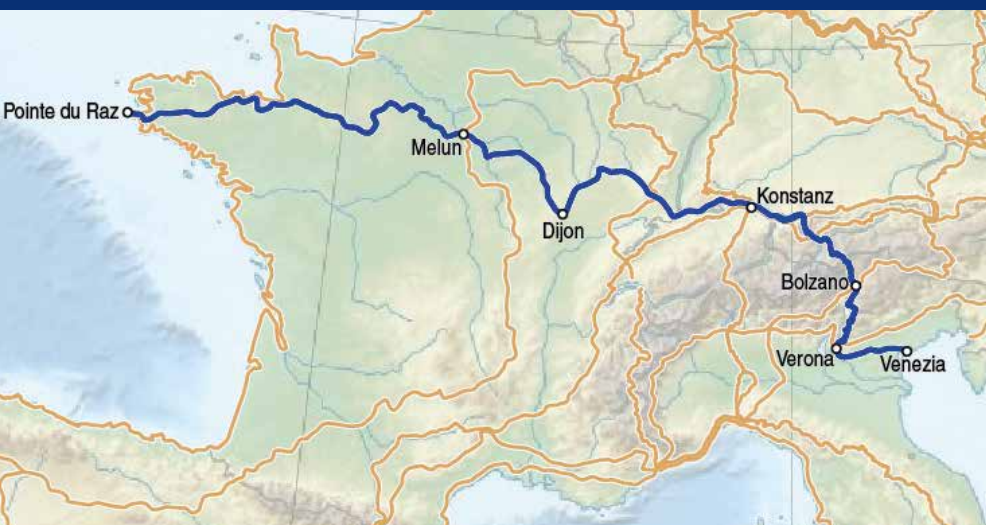 Pointe du Raz
Melun
Dijon
Konstanz
Bolzano
Verona
Venezia